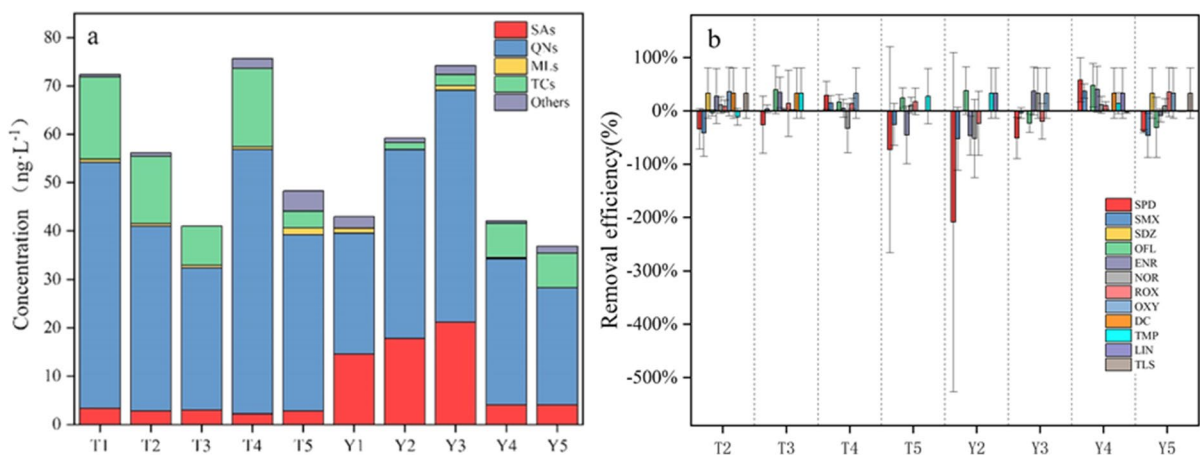 a
SAs
QNs
MLs
TCs
Others
Concentration (ng·L⁻¹)
80
70
60
50
40
30
20
10
0
T1 T2 T3 T4 T5 Y1 Y2 Y3 Y4 Y5
b
Removal efficiency(%)
100%
0%
-100%
-200%
-300%
-400%
-500%
SPD
SMX
SDZ
OFL
ENR
NOR
ROX
OXY
DC
TMP
LIN
TLS
T2 T3 T4 T5 Y2 Y3 Y4 Y5